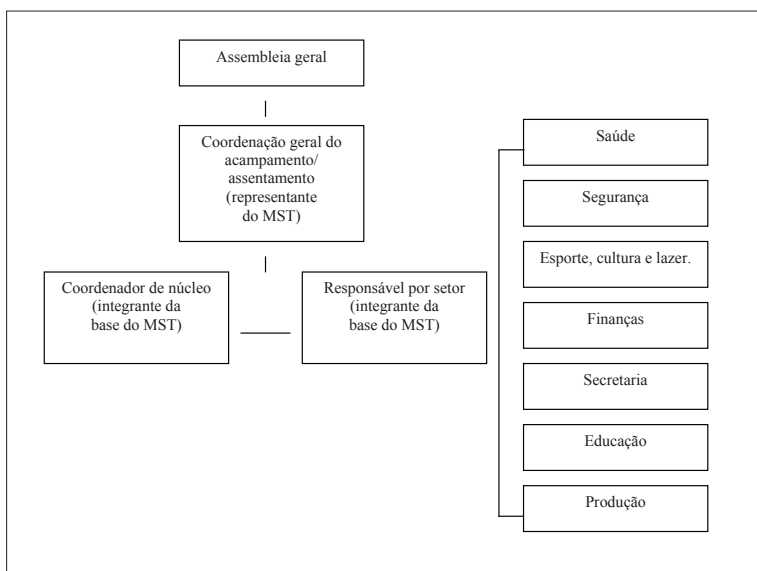 Assembleia geral
Coordenação geral do
acampamento/
assentamento
(representante
do MST)
Coordenador de núcleo
(integrante da
base do MST)
Responsável por setor
(integrante da
base do MST)
Saúde
Segurança
Esporte, cultura e lazer.
Finanças
Secretaria
Educação
Produção